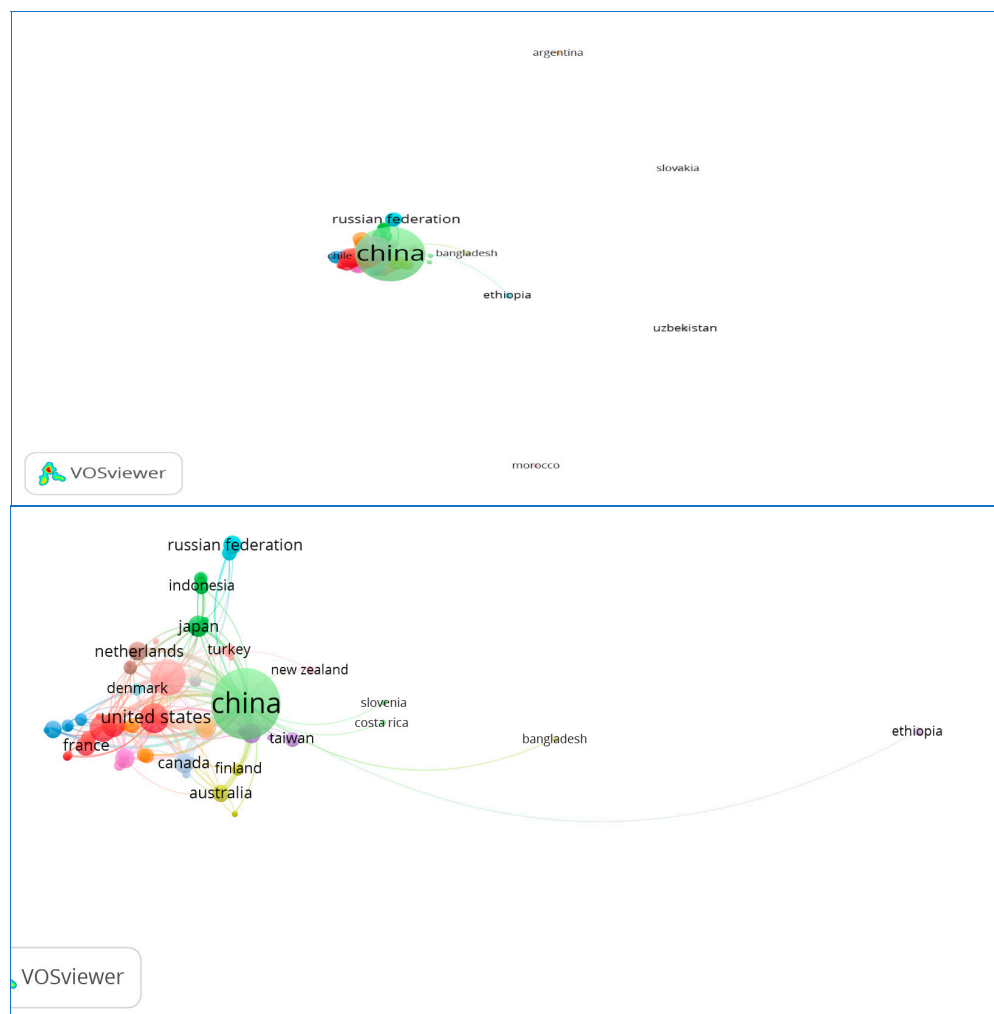 argentina
slovakia
russian federation
chile
china
bangladesh
ethiopia
uzbekistan
morocco
VOSviewer
russian federation
indonesia
japan
netherlands
turkey
new zealand
denmark
china
slovenia
united states
costa rica
france
taiwan
bangladesh
ethiopia
canada
finland
australia
VOSviewer